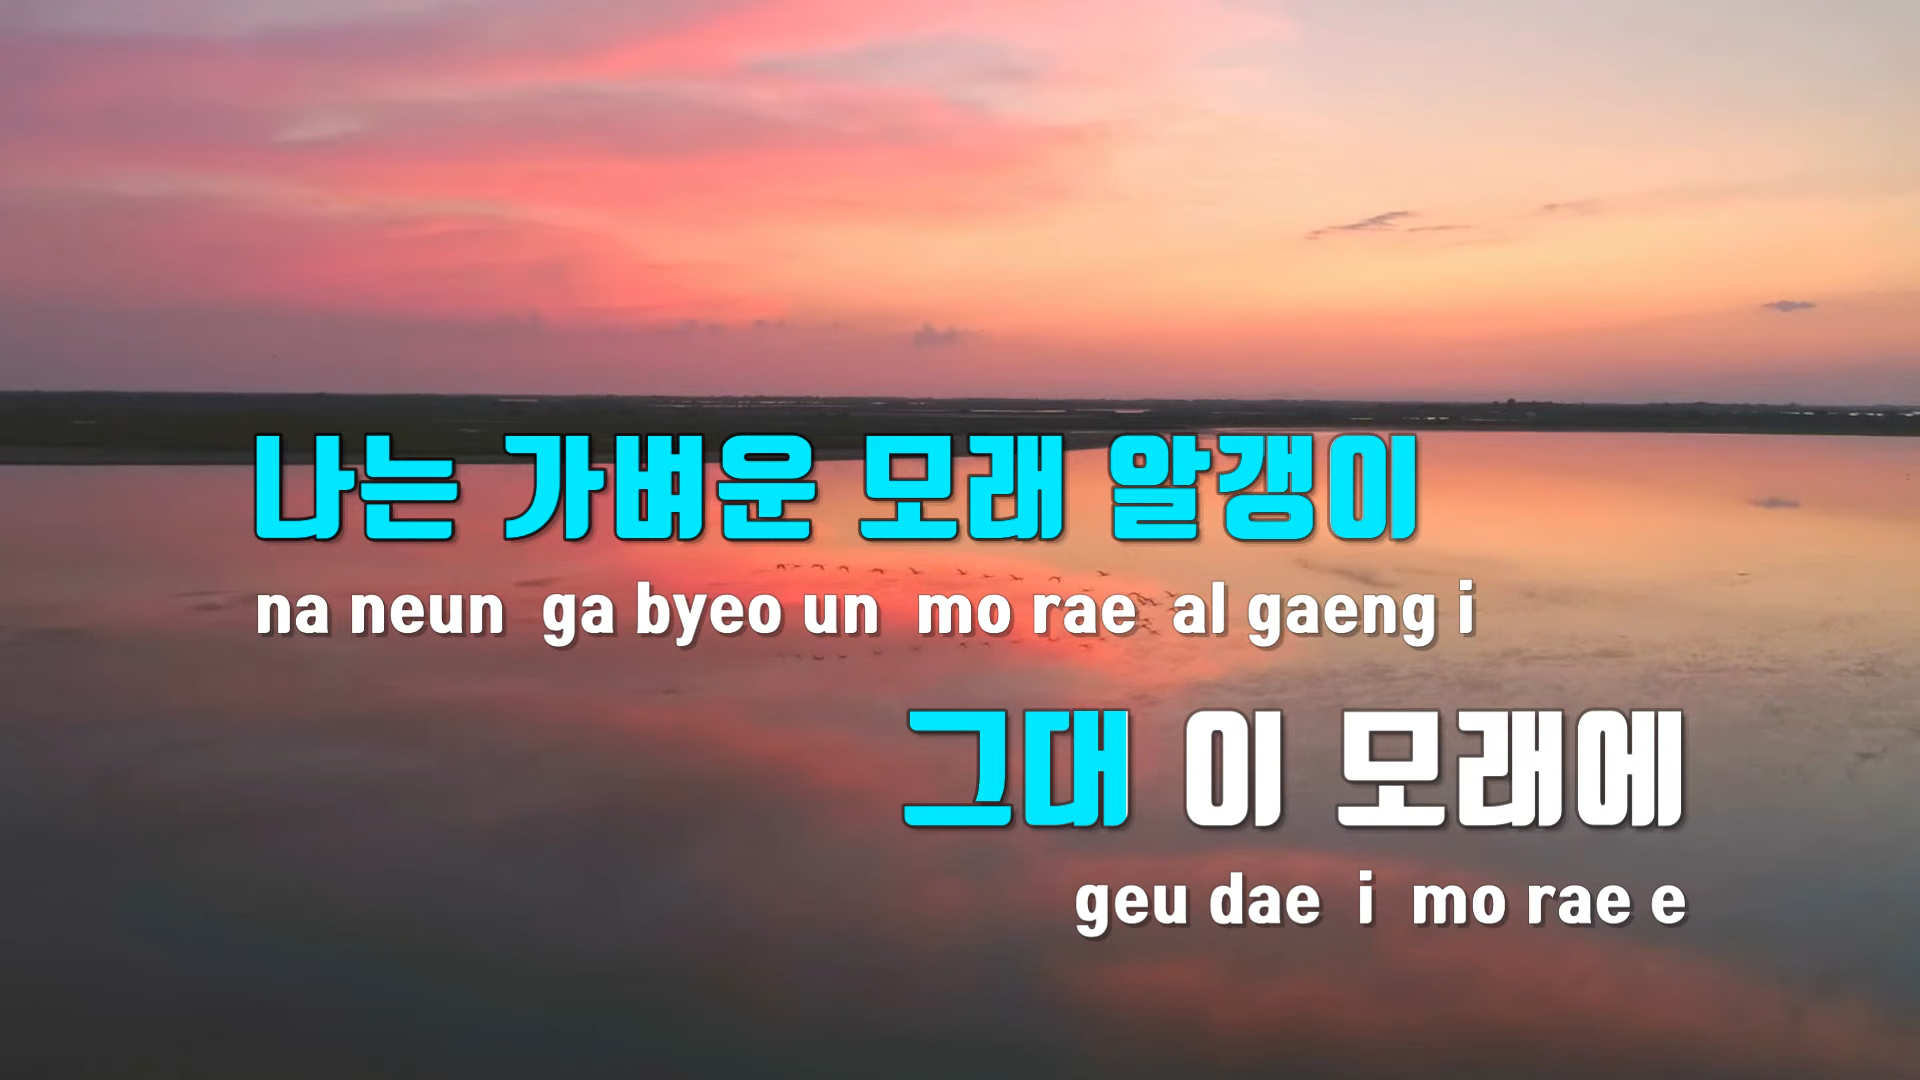 나는 가벼운 모래 알갱이
na neun ga byeo un mo rae al gaeng i
그대 이 모래에
geu dae i mo rae e